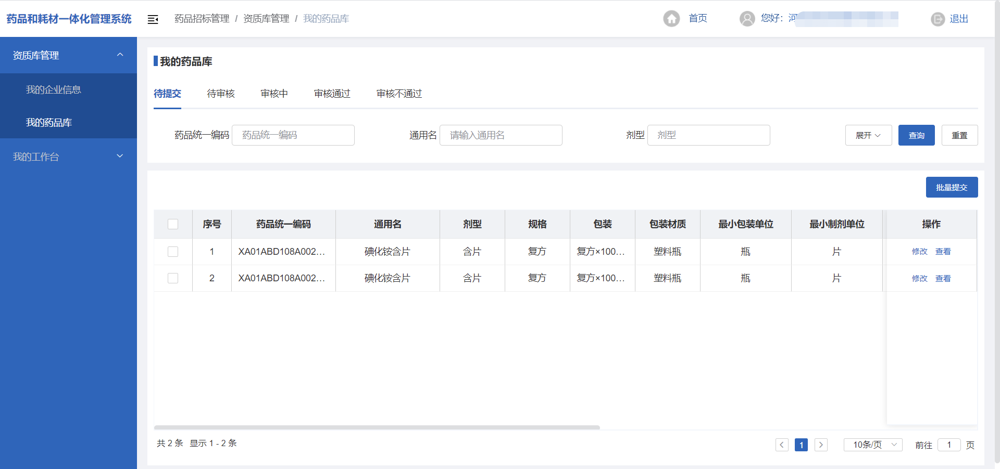 药品和耗材一体化管理系统 药品招标管理 / 资质库管理 / 我的药品库 首页 您好：河 退出
资质库管理
我的企业信息
我的药品库
我的工作台
我的药品库
待提交 待审核 审核中 审核通过 审核不通过
药品统一编码 药品统一编码 通用名 请输入通用名 剂型 剂型 展开 查询 重置
批量提交
序号 药品统一编码 通用名 剂型 规格 包装 包装材质 最小包装单位 最小制剂单位 操作
1 XA01ABD108A002... 碘化铵含片 含片 复方 复方×100... 塑料瓶 瓶 片 修改 查看
2 XA01ABD108A002... 碘化铵含片 含片 复方 复方×100... 塑料瓶 瓶 片 修改 查看
共 2 条 显示 1 - 2 条 1 10条/页 前往 1 页